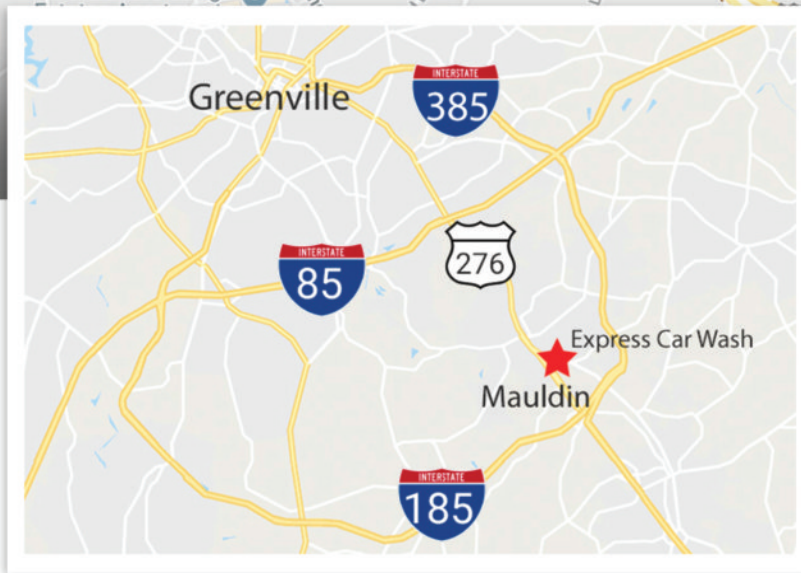 Greenville
INTERSTATE
385
INTERSTATE
85
276
Express Car Wash
Mauldin
INTERSTATE
185